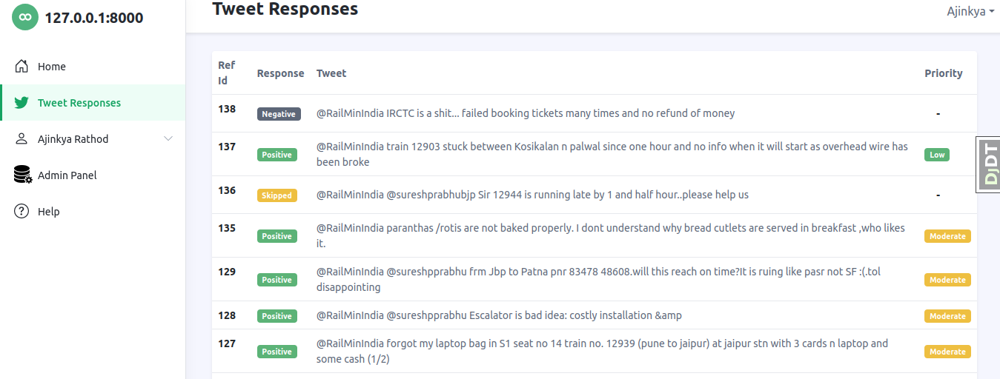 127.0.0.1:8000
Tweet Responses
Ajinkya
Home
Tweet Responses
Ajinkya Rathod
Admin Panel
Help
Ref
Id
Response
Tweet
Priority
138
Negative
@RailMinIndia IRCTC is a shit... failed booking tickets many times and no refund of money
-
137
Positive
@RailMinIndia train 12903 stuck between Kosikalan n palwal since one hour and no info when it will start as overhead wire has
been broke
Low
136
Skipped
@RailMinIndia @sureshprabhubjp Sir 12944 is running late by 1 and half hour..please help us
-
135
Positive
@RailMinIndia paranthas /rotis are not baked properly. I dont understand why bread cutlets are served in breakfast ,who likes
it.
Moderate
129
Positive
@RailMinIndia @sureshpprabhu frm Jbp to Patna pnr 83478 48608.will this reach on time?It is ruing like pasr not SF :(.tol
disappointing
Moderate
128
Positive
@RailMinIndia @sureshpprabhu Escalator is bad idea: costly installation &amp
Moderate
127
Positive
@RailMinIndia forgot my laptop bag in S1 seat no 14 train no. 12939 (pune to jaipur) at jaipur stn with 3 cards n laptop and
some cash (1/2)
Moderate
DjDT